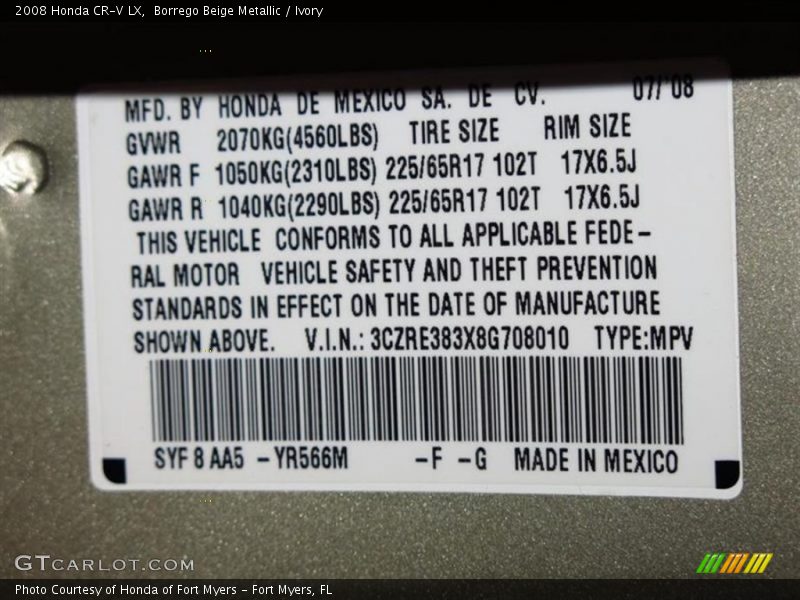 2008 Honda CR-V LX,  Borrego Beige Metallic / Ivory
MFD. BY HONDA DE MEXICO SA. DE CV. 07/'08
GVWR 2070KG(4560LBS) TIRE SIZE RIM SIZE
GAWR F 1050KG(2310LBS) 225/65R17 102T 17X6.5J
GAWR R 1040KG(2290LBS) 225/65R17 102T 17X6.5J
THIS VEHICLE CONFORMS TO ALL APPLICABLE FEDE-
RAL MOTOR VEHICLE SAFETY AND THEFT PREVENTION
STANDARDS IN EFFECT ON THE DATE OF MANUFACTURE
SHOWN ABOVE. V.I.N.: 3CZRE383X8G708010 TYPE:MPV
SYF 8 AA5 -YR566M -F -G MADE IN MEXICO
GTCARLOT.COM
Photo Courtesy of Honda of Fort Myers - Fort Myers, FL